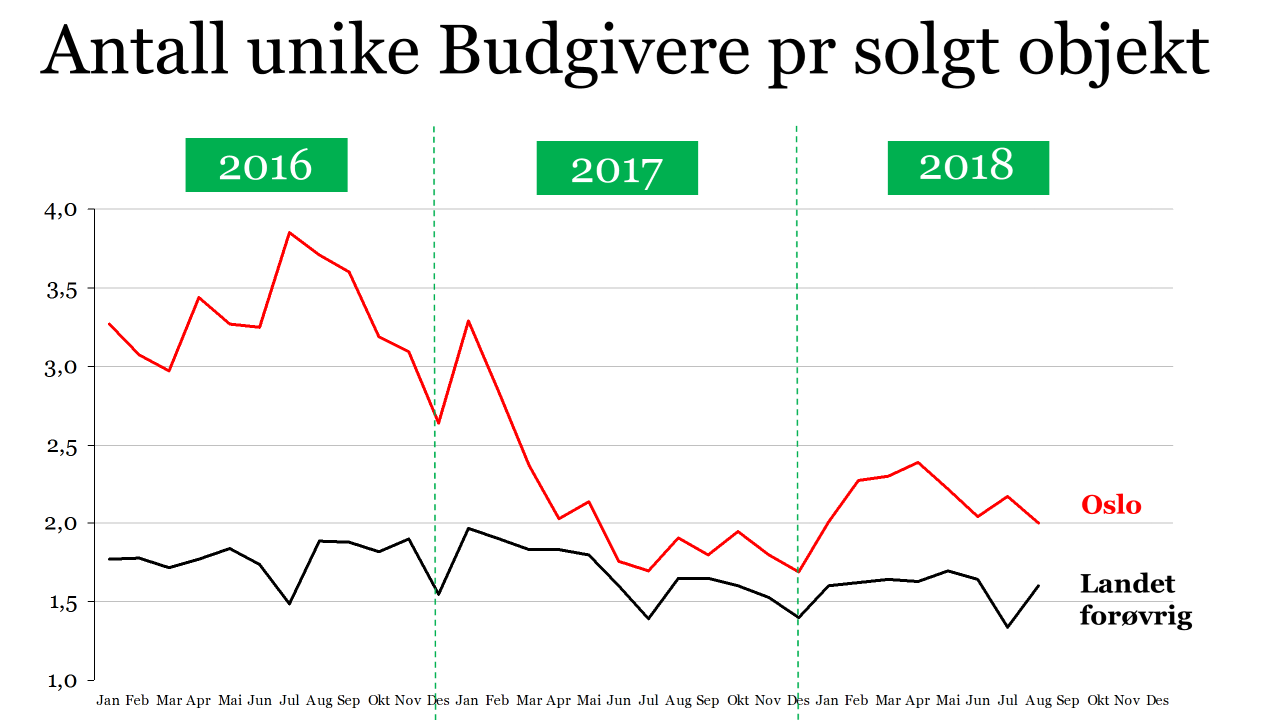 Antall unike Budgivere pr solgt objekt
2016
2017
2018
4,0
3,5
3,0
2,5
2,0
1,5
1,0
Oslo
Landet
forøvrig
Jan Feb Mar Apr Mai Jun Jul Aug Sep Okt Nov Des Jan Feb Mar Apr Mai Jun Jul Aug Sep Okt Nov Des Jan Feb Mar Apr Mai Jun Jul Aug Sep Okt Nov Des